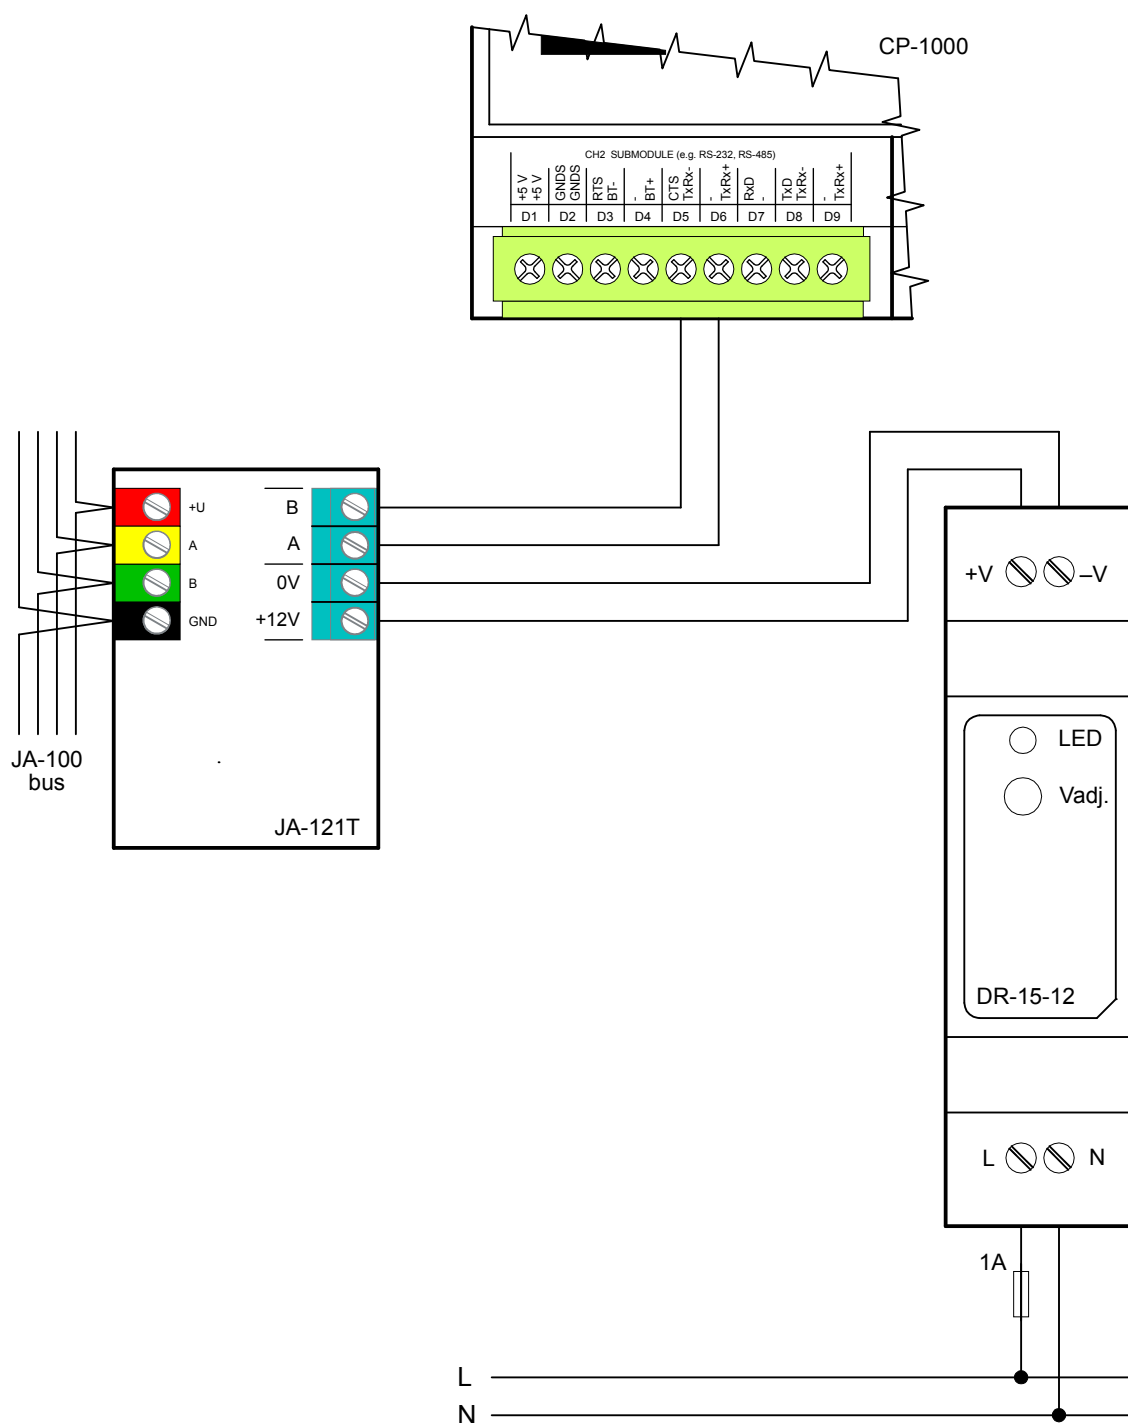 CP-1000
CH2 SUBMODULE (e.g. RS-232, RS-485)
+5 V
+5 V
GNDS
GNDS
RTS
BT-
-
BT+
CTS
TxRx-
-
TxRx+
RxD
-
TxD
TxRx-
-
TxRx+
D1 D2 D3 D4 D5 D6 D7 D8 D9
+U B
A A
B 0V
GND +12V
+V –V
JA-100
bus
JA-121T
LED
Vadj.
DR-15-12
L N
1A
L
N